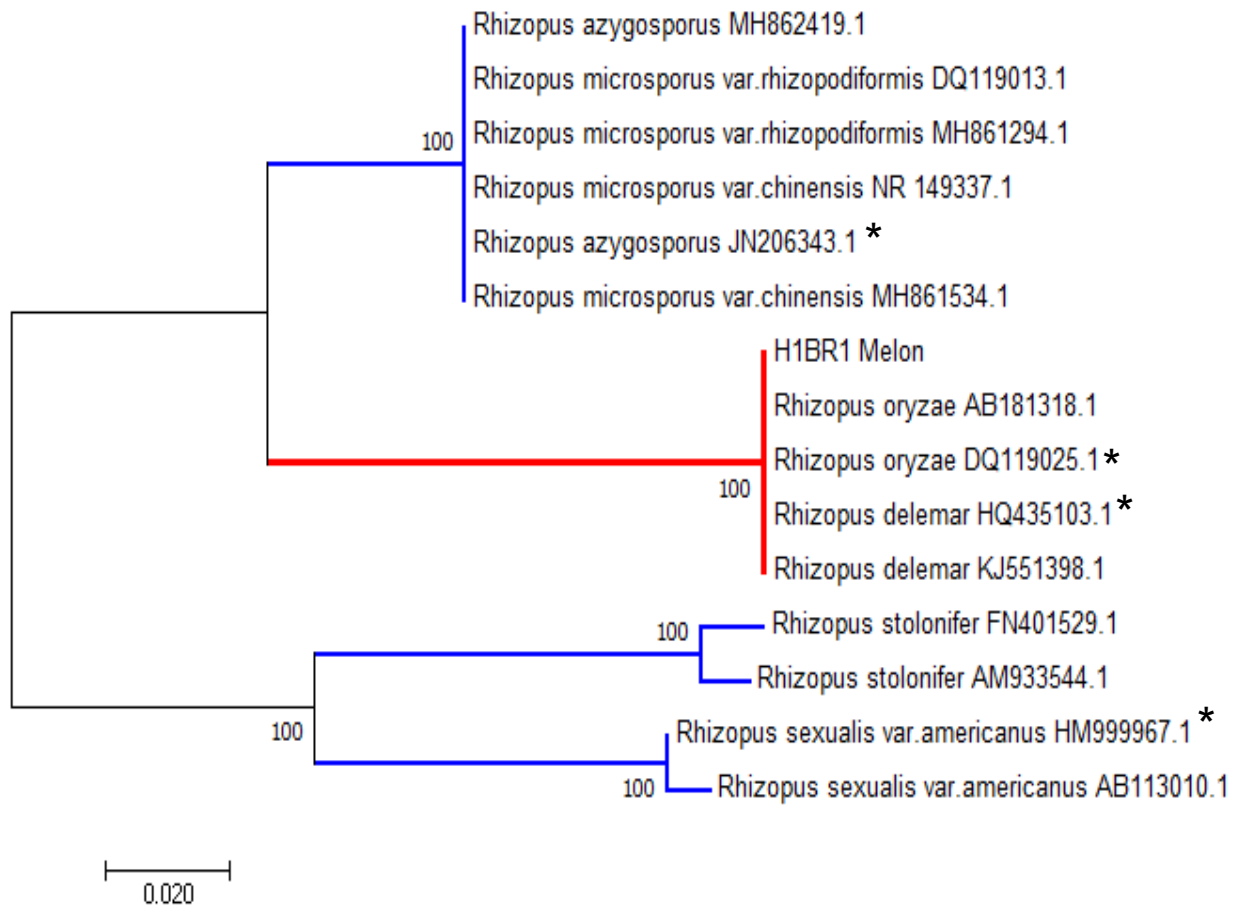 Rhizopus azygosporus MH862419.1
Rhizopus microsporus var.rhizopodiformis DQ119013.1
100
Rhizopus microsporus var.rhizopodiformis MH861294.1
Rhizopus microsporus var.chinensis NR 149337.1
Rhizopus azygosporus JN206343.1 *
Rhizopus microsporus var.chinensis MH861534.1
H1BR1 Melon
Rhizopus oryzae AB181318.1
Rhizopus oryzae DQ119025.1*
100
Rhizopus delemar HQ435103.1*
Rhizopus delemar KJ551398.1
100
Rhizopus stolonifer FN401529.1
Rhizopus stolonifer AM933544.1
100
Rhizopus sexualis var.americanus HM999967.1 *
100
Rhizopus sexualis var.americanus AB113010.1
0.020